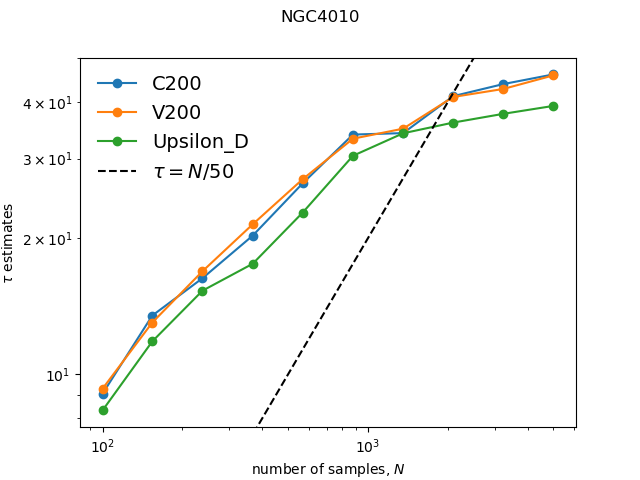 NGC4010
C200
V200
Upsilon_D
τ = N/50
4 × 10¹
3 × 10¹
2 × 10¹
10¹
τ estimates
10² 10³
number of samples, N